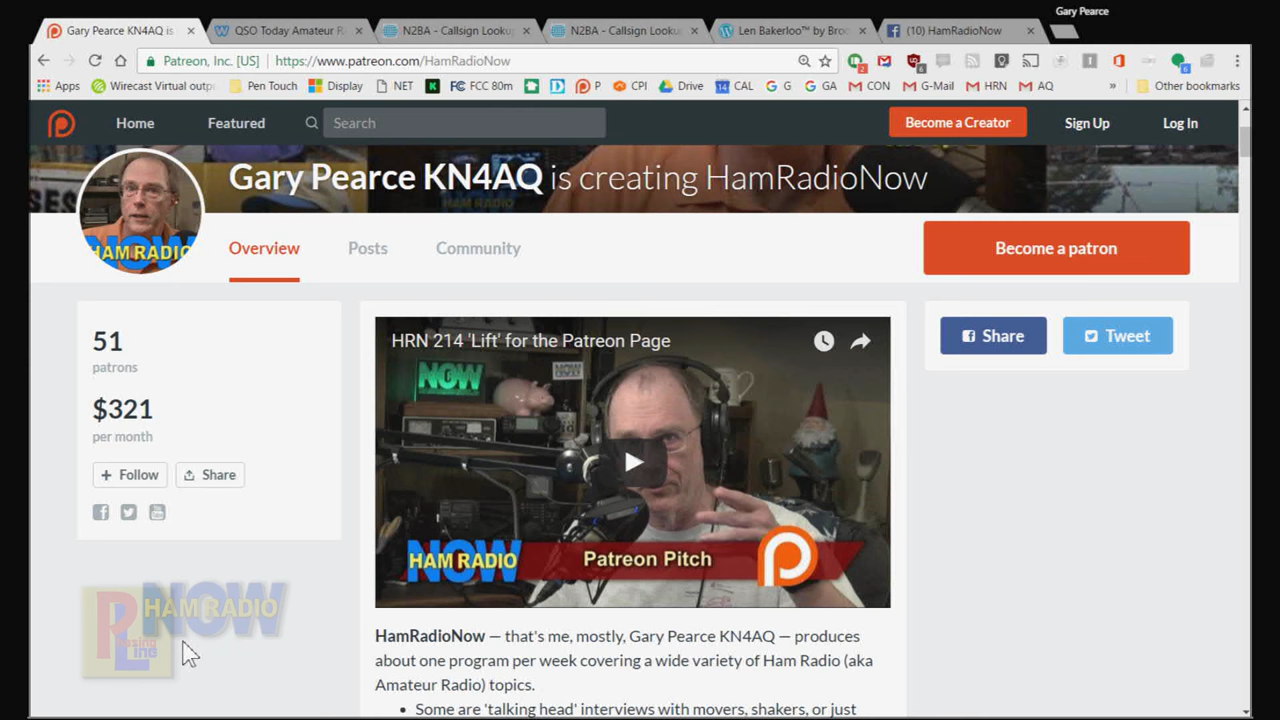 Gary Pearce
Gary Pearce KN4AQ is
QSO Today Amateur R
N2BA - Callsign Looku
N2BA - Callsign Looku
Len Bakerloo™ by Broo
(10) HamRadioNow
Patreon, Inc. [US]
https://www.patreon.com/HamRadioNow
Apps
Wirecast Virtual outp
Pen Touch
Display
NET
FCC 80m
P
CPI
Drive
CAL
G
GA
CON
G-Mail
HRN
AQ
»
Other bookmarks
Home
Featured
Search
Become a Creator
Sign Up
Log In
Gary Pearce KN4AQ is creating HamRadioNow
HAM RADIO
NOW
Overview
Posts
Community
Become a patron
51
patrons
$321
per month
+ Follow
Share
HRN 214 'Lift' for the Patreon Page
NOW
NOW
HAM RADIO
Patreon Pitch
Share
Tweet
NOW
HAM RADIO
HamRadioNow — that's me, mostly, Gary Pearce KN4AQ — produces
about one program per week covering a wide variety of Ham Radio (aka
Amateur Radio) topics.
• Some are 'talking head' interviews with movers, shakers, or just